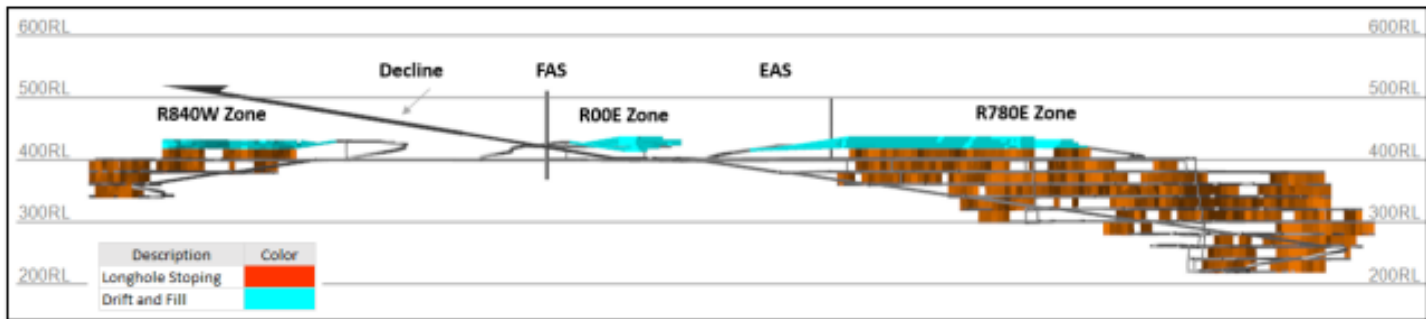 600RL 600RL
Decline FAS EAS
500RL 500RL
R840W Zone R00E Zone R780E Zone
400RL 400RL
300RL 300RL
Description Color
Longhole Stoping
200RL 200RL
Drift and Fill